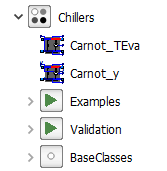 Chillers
Carnot_TEva
Carnot_y
Examples
Validation
BaseClasses